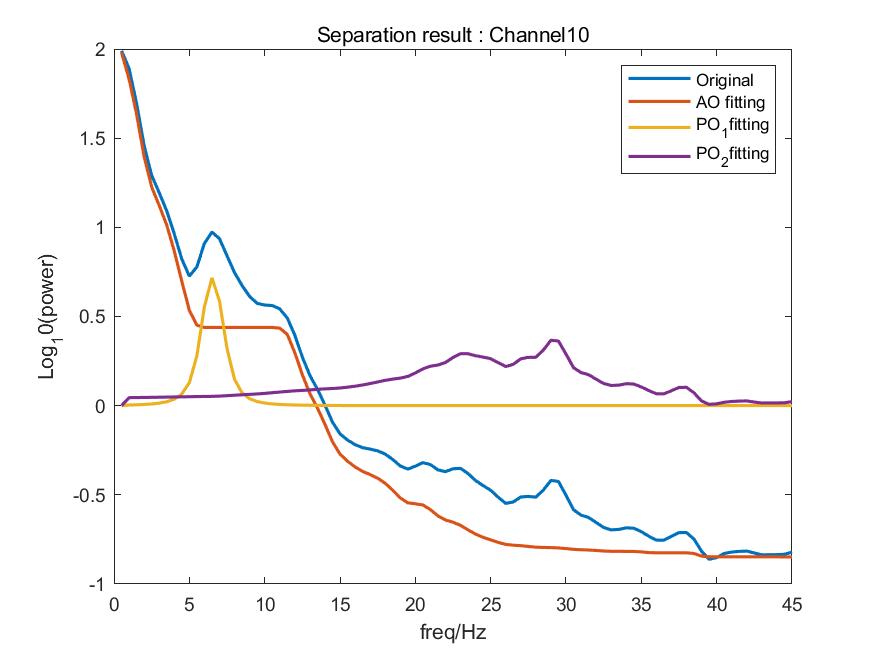 Separation result : Channel10
2
1.5
1
0.5
0
-0.5
-1
Log₁0(power)
Original
AO fitting
PO₁fitting
PO₂fitting
0 5 10 15 20 25 30 35 40 45
freq/Hz